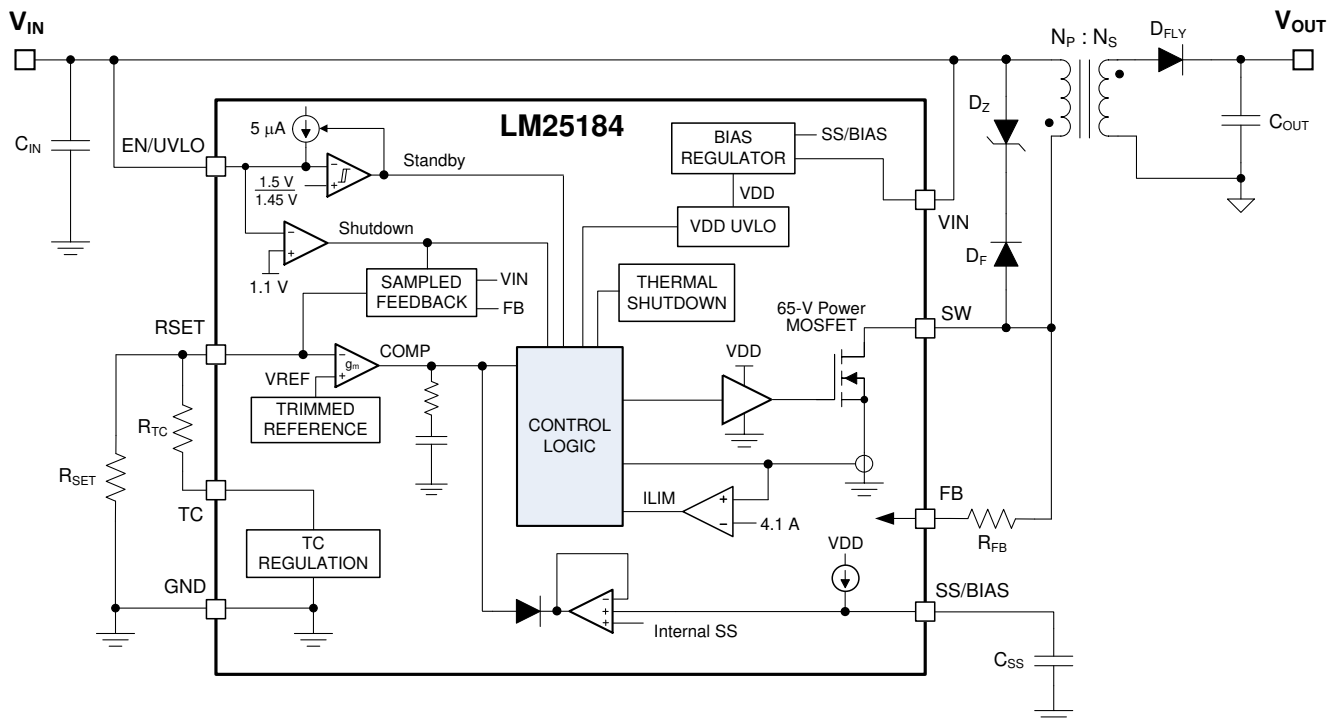 VIN
VOUT
NP : NS
DFLY
DZ
COUT
CIN
EN/UVLO
5 μA
LM25184
Standby
1.5 V
1.45 V
BIAS
REGULATOR
SS/BIAS
VDD
VDD UVLO
VIN
Shutdown
1.1 V
SAMPLED
FEEDBACK
VIN
FB
THERMAL
SHUTDOWN
DF
65-V Power
MOSFET
SW
RSET
COMP
gm
VREF
TRIMMED
REFERENCE
VDD
CONTROL
LOGIC
RTC
RSET
TC
TC
REGULATION
ILIM
4.1 A
FB
RFB
GND
VDD
SS/BIAS
Internal SS
CSS